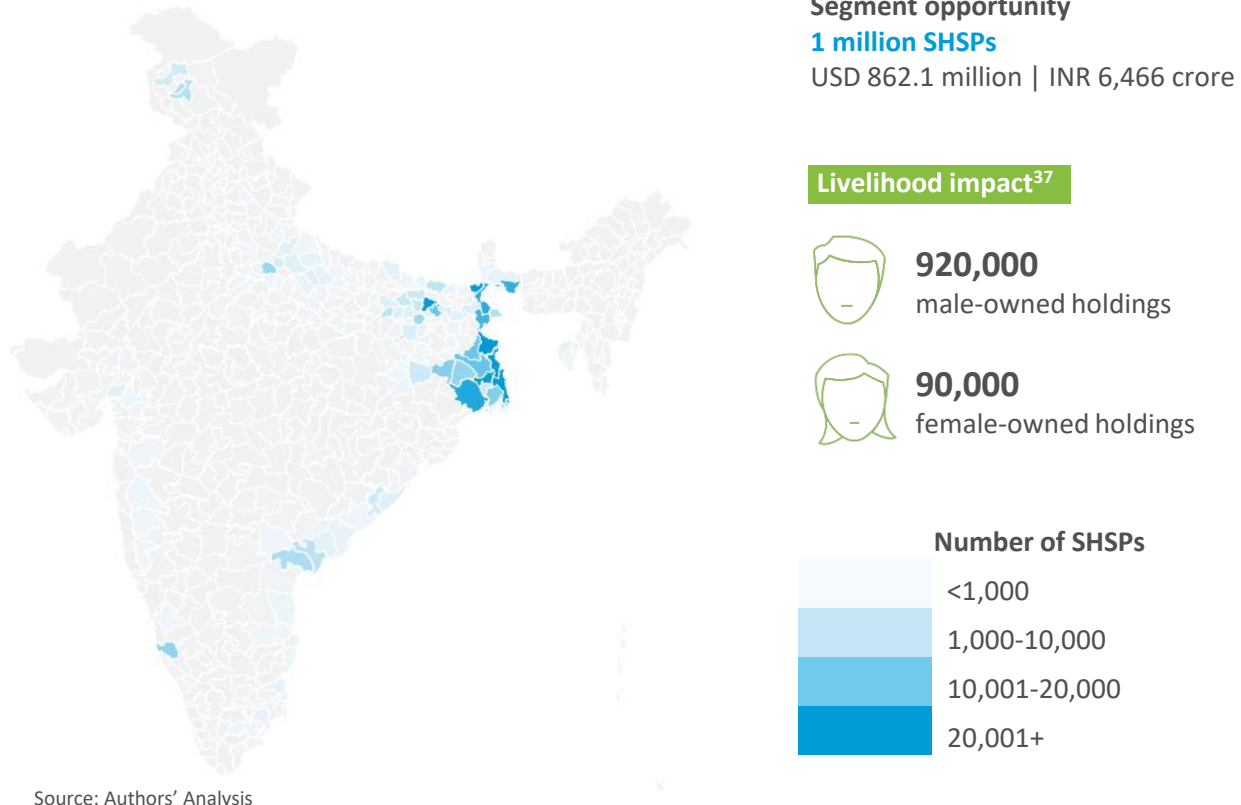 Segment opportunity
1 million SHSPs
USD 862.1 million | INR 6,466 crore
Livelihood impact37
920,000
male-owned holdings
90,000
female-owned holdings
Number of SHSPs
<1,000
1,000-10,000
10,001-20,000
20,001+
Source: Authors' Analysis